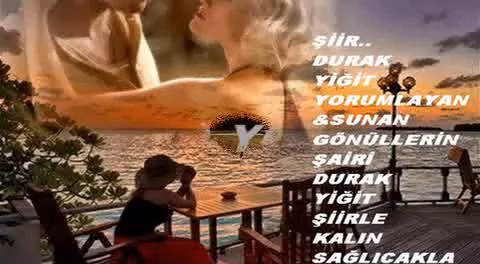 ŞİİR..
DURAK
YİĞİT
YORUMLAYAN
&SUNAN
GÖNÜLLERİN
ŞAİRİ
DURAK
YİĞİT
ŞİİRLE
KALIN
SAĞLICAKLA
Y